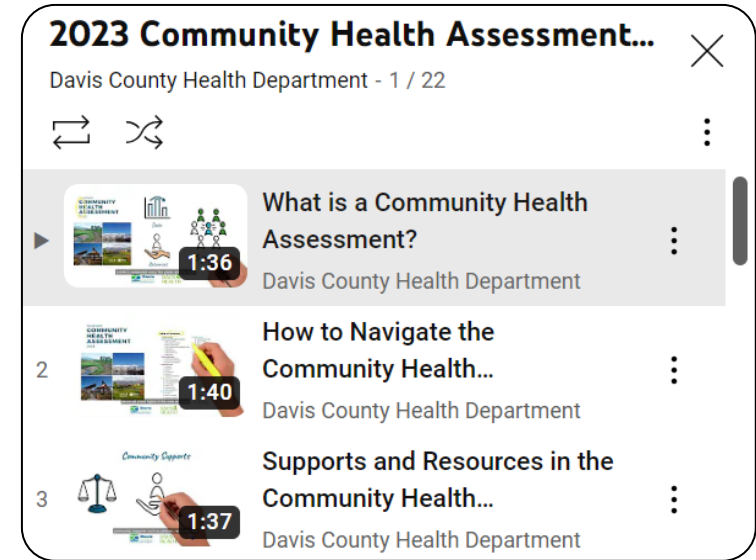 2023 Community Health Assessment...
Davis County Health Department - 1 / 22
COMMUNITY
HEALTH
ASSESSMENT
1:36
What is a Community Health
Assessment?
Davis County Health Department
2
COMMUNITY
HEALTH
ASSESSMENT
1:40
How to Navigate the
Community Health...
Davis County Health Department
3
Community Supports
1:37
Supports and Resources in the
Community Health...
Davis County Health Department